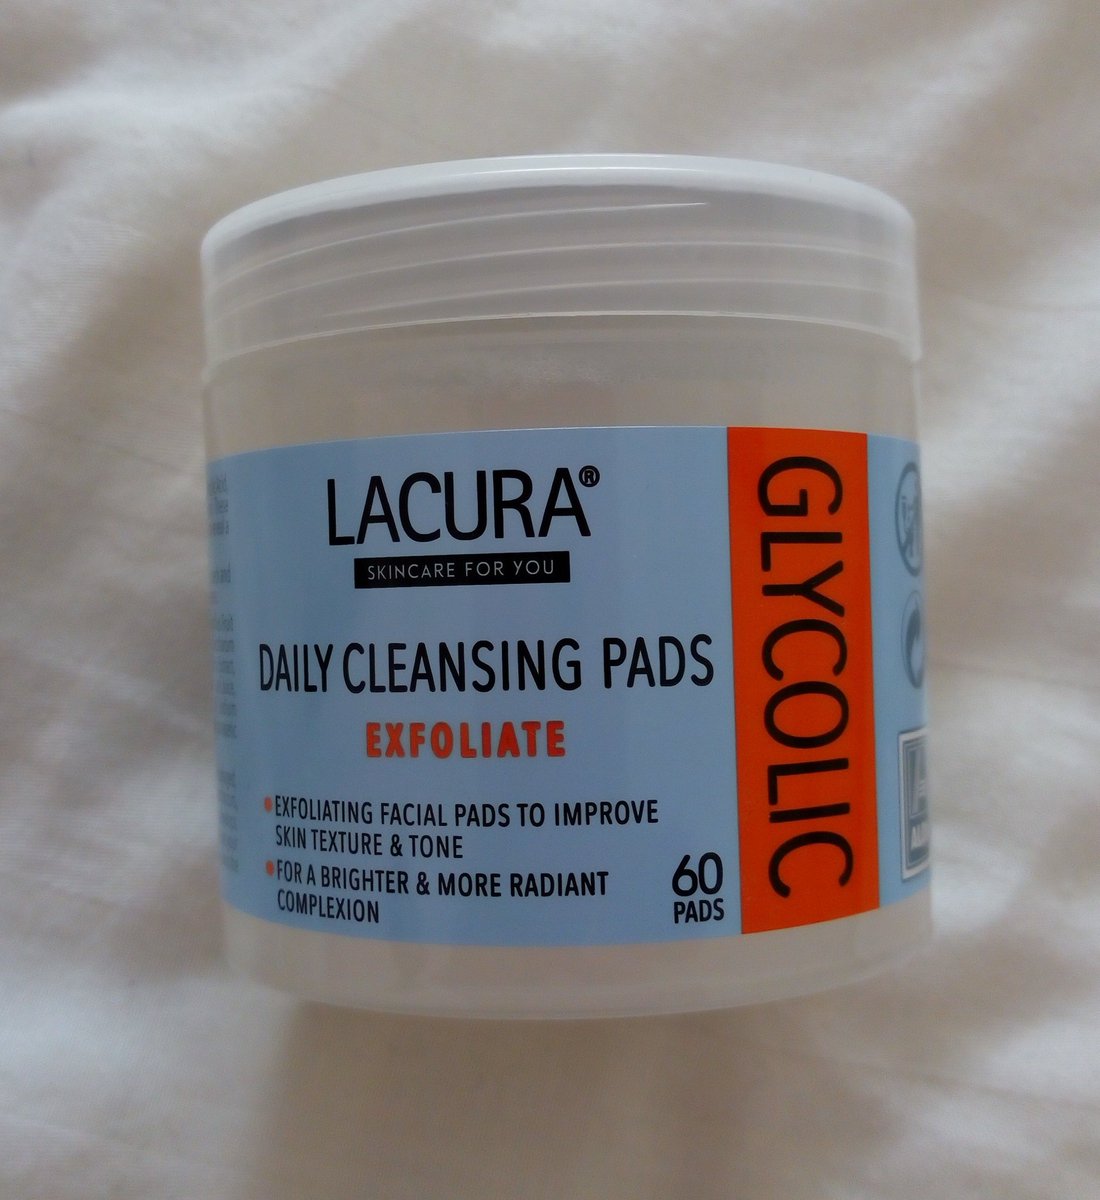 LACURA®
SKINCARE FOR YOU
DAILY CLEANSING PADS
EXFOLIATE
•EXFOLIATING FACIAL PADS TO IMPROVE
SKIN TEXTURE & TONE
•FOR A BRIGHTER & MORE RADIANT
COMPLEXION
60
PADS
GLYCOLIC